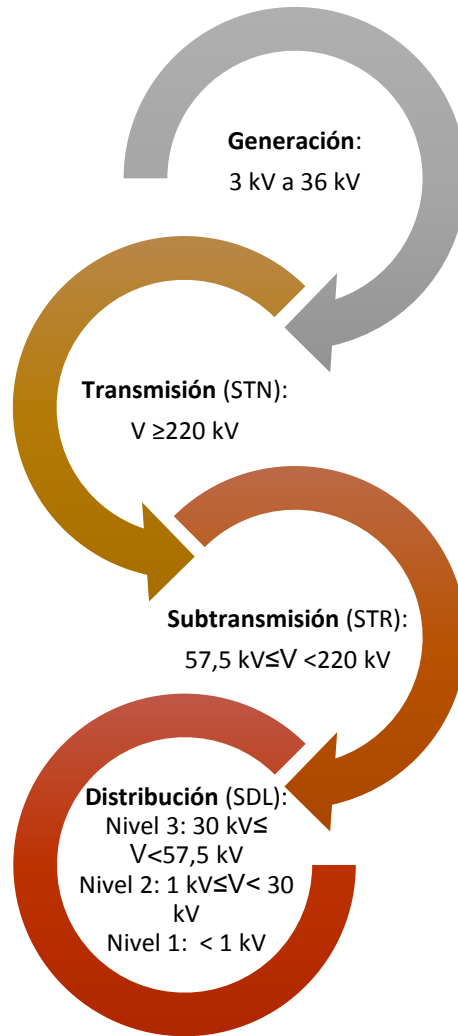 Generación:
3 kV a 36 kV
Transmisión (STN):
V ≥220 kV
Subtransmisión (STR):
57,5 kV≤V <220 kV
Distribución (SDL):
Nivel 3: 30 kV≤
V<57,5 kV
Nivel 2: 1 kV≤V< 30
kV
Nivel 1:  < 1 kV